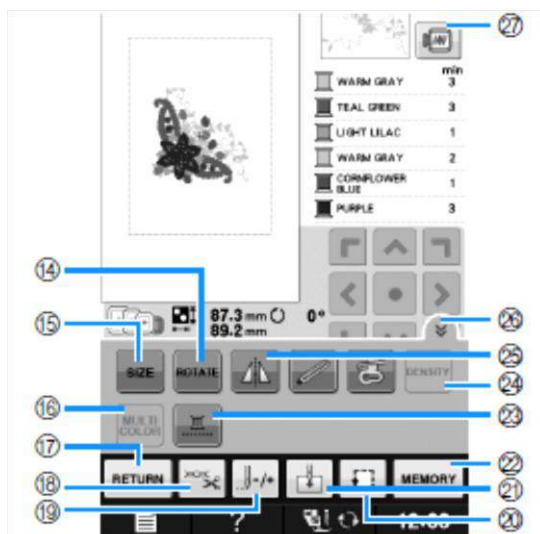 27
min
WARM GRAY 3
TEAL GREEN 3
LIGHT LILAC 1
WARM GRAY 2
CORNFLOWER BLUE 1
PURPLE 3
14
15
87.3 mm 0°
89.2 mm
26
SIZE
ROTATE
DENSITY
25
24
16
MULTI COLOR
23
17
RETURN
MEMORY
22
18
21
19
20
?